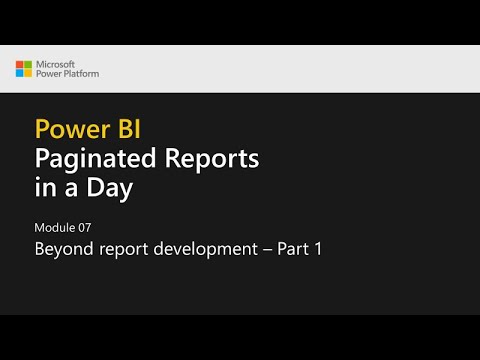 Microsoft
Power Platform
Power BI
Paginated Reports
in a Day
Module 07
Beyond report development – Part 1